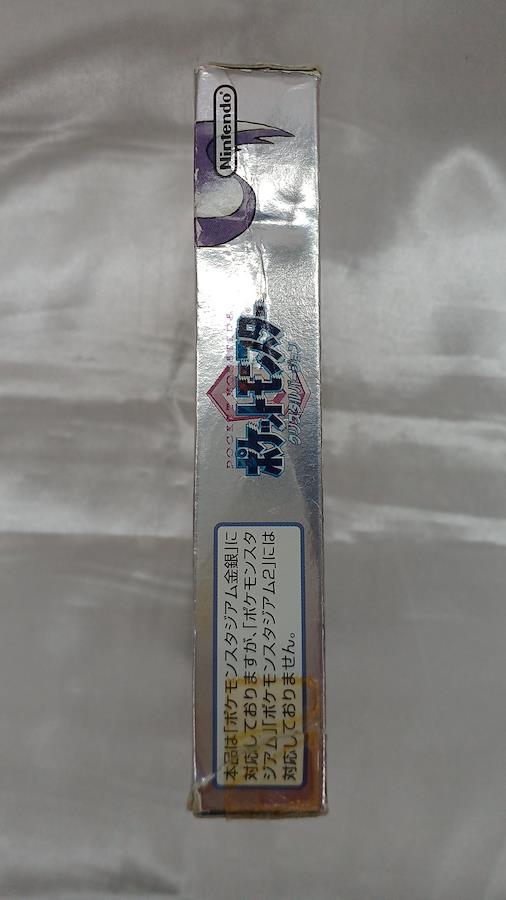 本品は「ポケモンスタジアム金銀」に
対応しておりますが、「ポケモンスタ
ジアム」「ポケモンスタジアム2」には
対応しておりません。
POCKET MONSTERS
ポケットモンスター
クリスタルバージョン
Nintendo